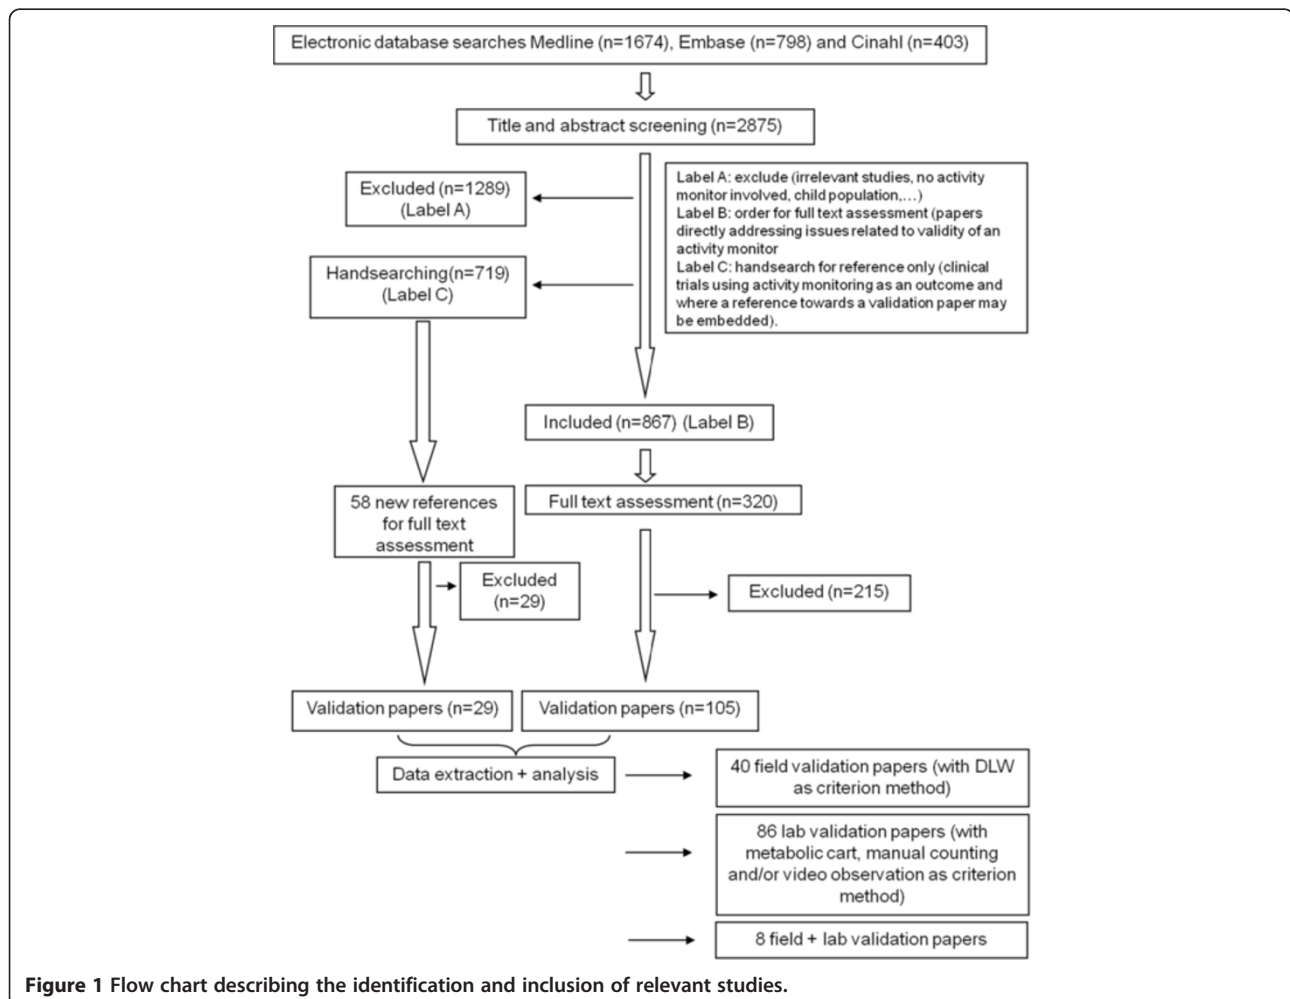 Electronic database searches Medline (n=1674), Embase (n=798) and Cinahl (n=403)
Title and abstract screening (n=2875)
Excluded (n=1289)
(Label A)
Label A: exclude (irrelevant studies, no activity
monitor involved, child population,…)
Label B: order for full text assessment (papers
directly addressing issues related to validity of an
activity monitor
Label C: handsearch for reference only (clinical
trials using activity monitoring as an outcome and
where a reference towards a validation paper may
be embedded).
Handsearching(n=719)
(Label C)
Included (n=867) (Label B)
58 new references
for full text
assessment
Full text assessment (n=320)
Excluded
(n=29)
Excluded (n=215)
Validation papers (n=29)
Validation papers (n=105)
Data extraction + analysis
40 field validation papers (with DLW
as criterion method)
86 lab validation papers (with
metabolic cart, manual counting
and/or video observation as criterion
method)
8 field + lab validation papers
Figure 1 Flow chart describing the identification and inclusion of relevant studies.